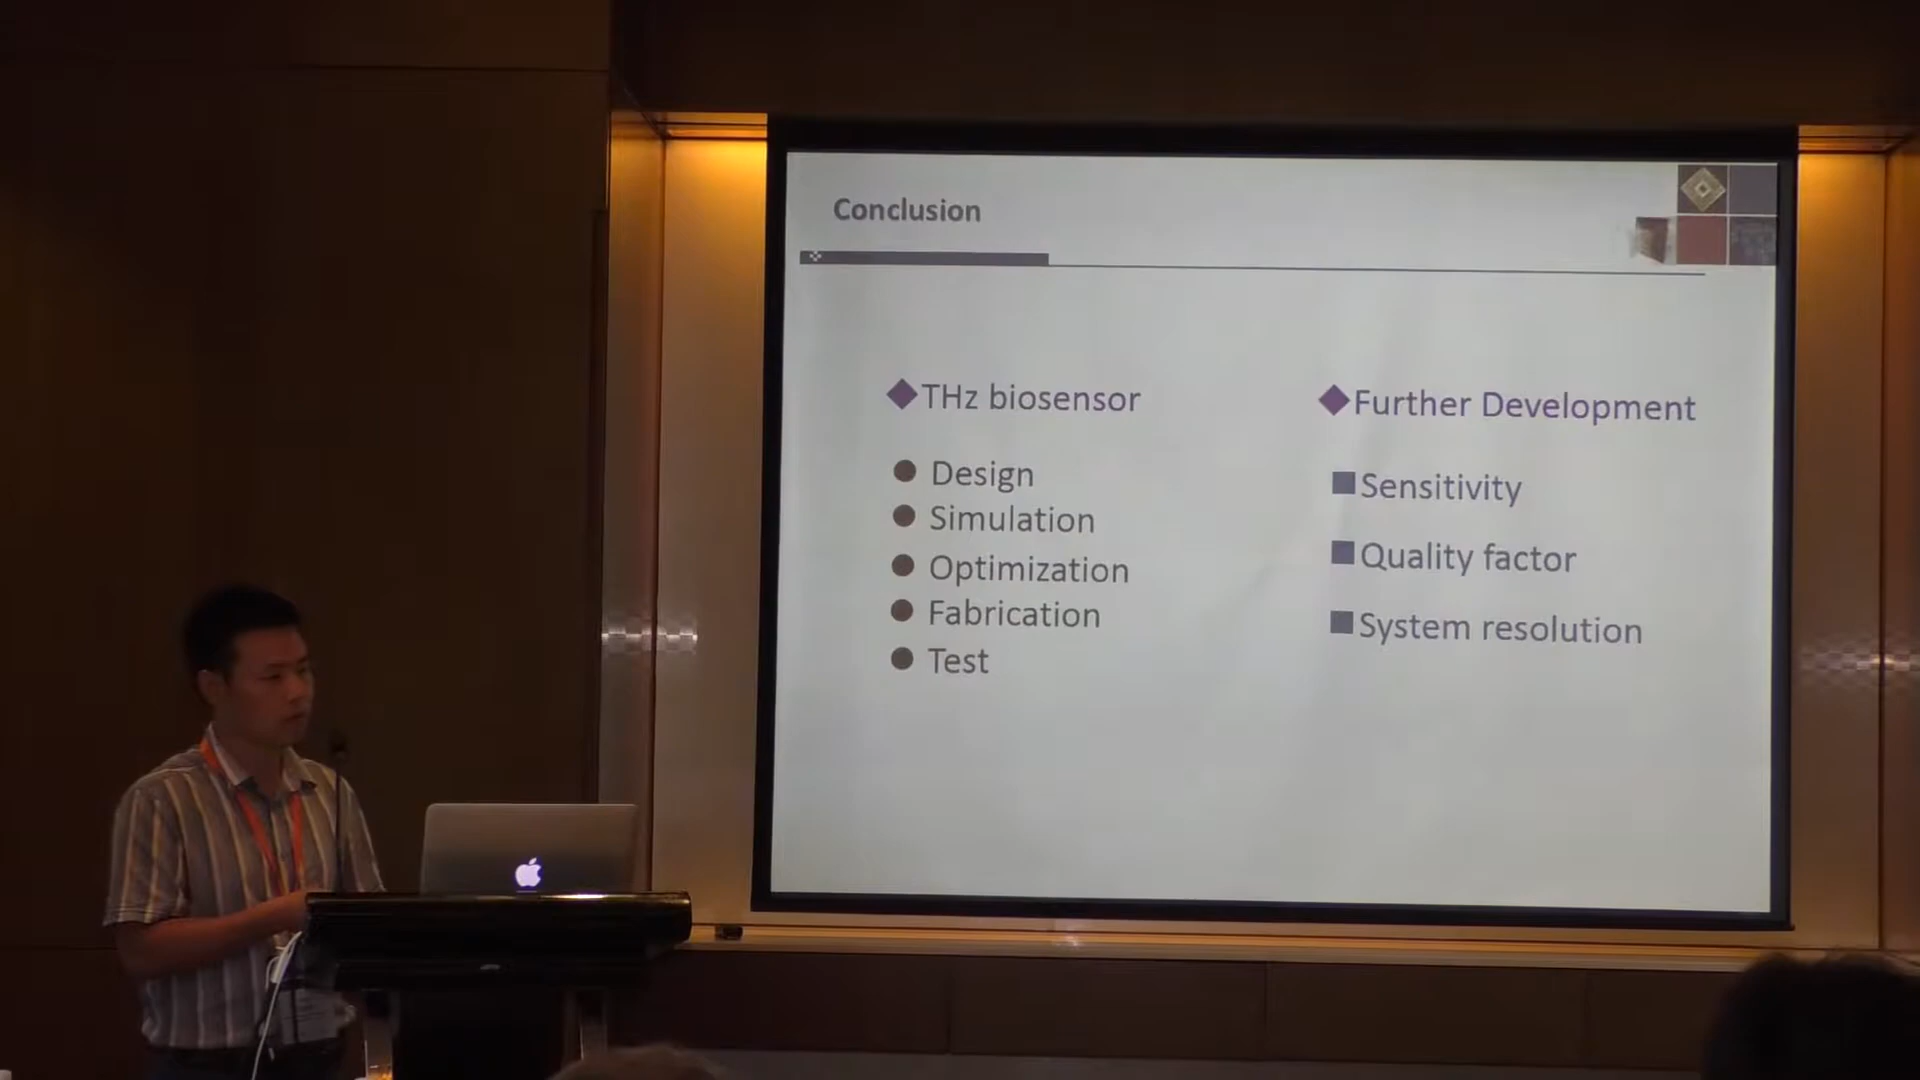 Conclusion
THz biosensor
Design
Simulation
Optimization
Fabrication
Test
Further Development
Sensitivity
Quality factor
System resolution